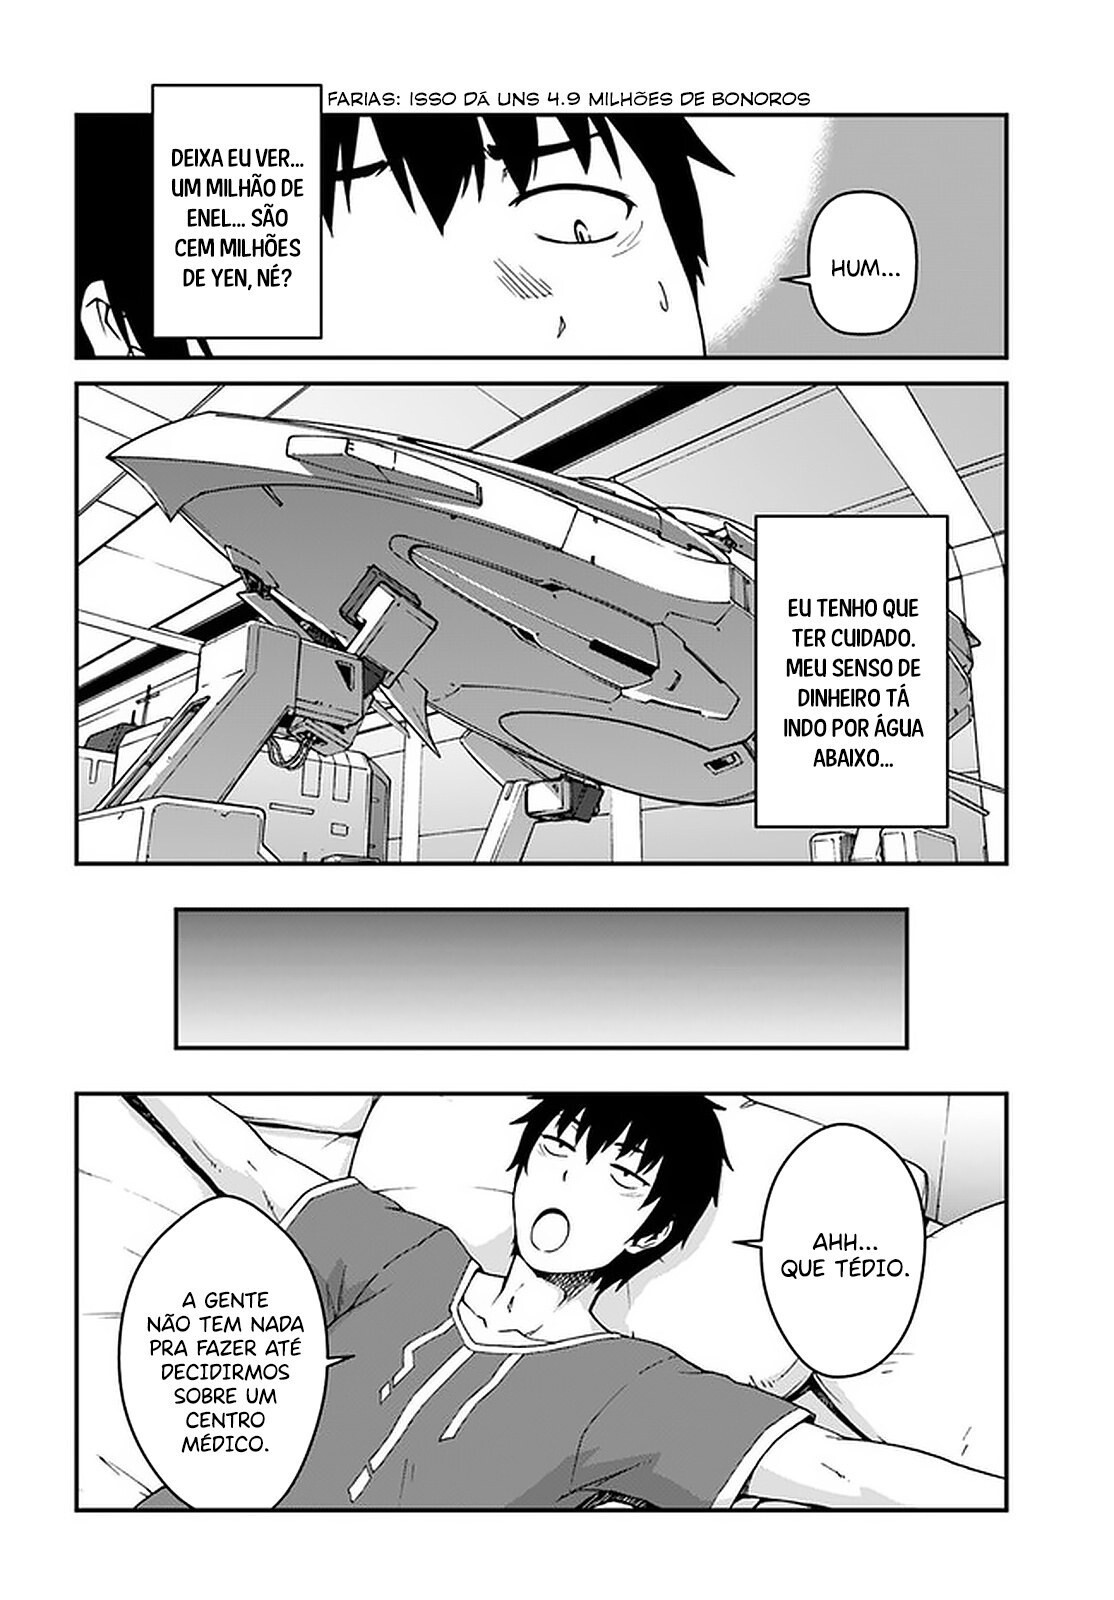 FARIAS: ISSO DÁ UNS 4.9 MILHÕES DE BONOROS
HUM...
DEIXA EU VER...
UM MILHÃO DE
ENEL... SÃO
CEM MILHÕES
DE YEN, NÉ?
EU TENHO QUE
TER CUIDADO.
MEU SENSO DE
DINHEIRO TÁ
INDO POR ÁGUA
ABAIXO...
AHH...
QUE TÉDIO.
A GENTE
NÃO TEM NADA
PRA FAZER ATÉ
DECIDIRMOS
SOBRE UM
CENTRO
MÉDICO.